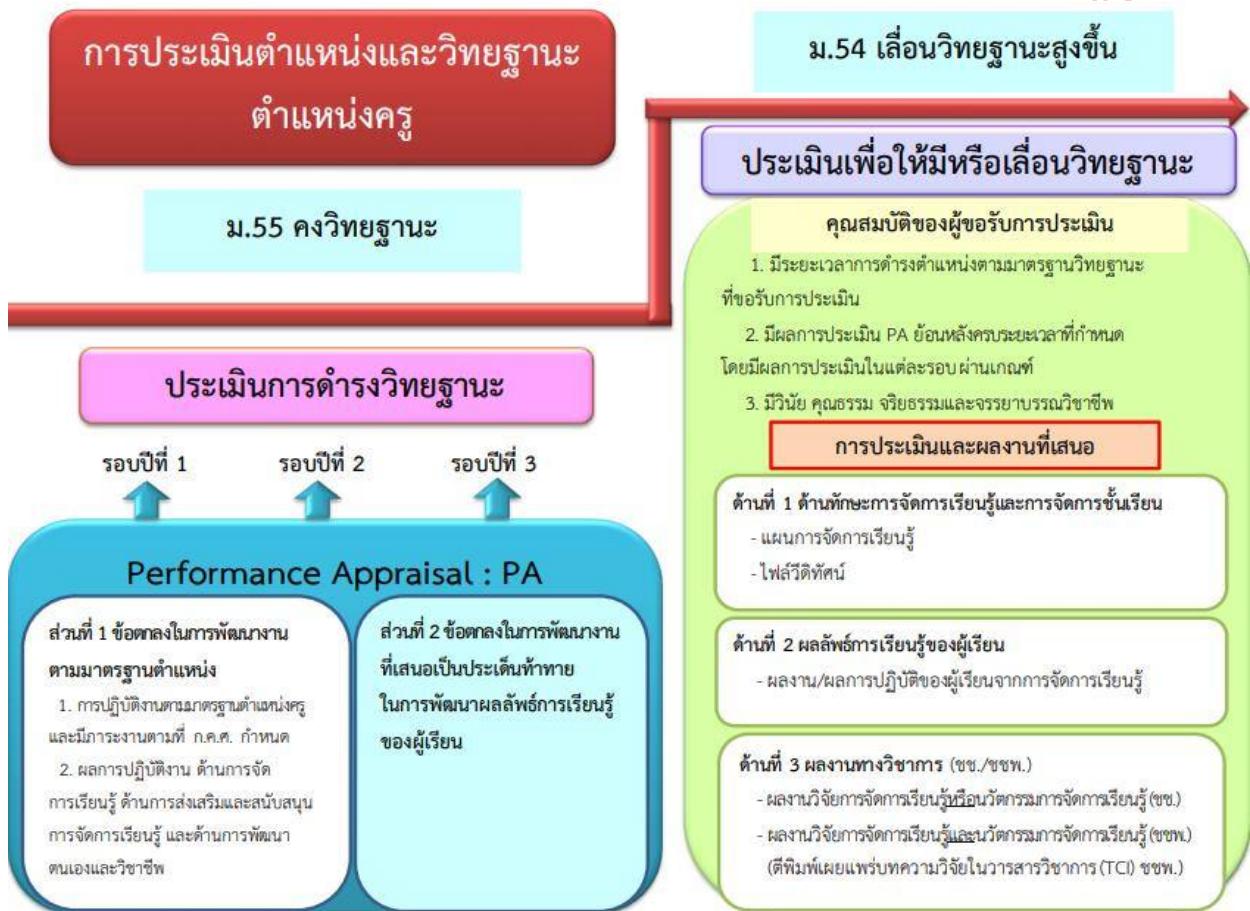 การประเมินตำแหน่งและวิทยฐานะ
ตำแหน่งครู
ม.55 คงวิทยฐานะ
ประเมินการดำรงวิทยฐานะ
รอบปีที่ 1
รอบปีที่ 2
รอบปีที่ 3
Performance Appraisal : PA
ส่วนที่ 1 ข้อตกลงในการพัฒนางาน
ตามมาตรฐานตำแหน่ง
1. การปฏิบัติงานตามมาตรฐานตำแหน่งครู
และมีภาระงานตามที่ ก.ค.ศ. กำหนด
2. ผลการปฏิบัติงาน ด้านการจัด
การเรียนรู้ ด้านการส่งเสริมและสนับสนุน
การจัดการเรียนรู้ และด้านการพัฒนา
ตนเองและวิชาชีพ
ส่วนที่ 2 ข้อตกลงในการพัฒนางาน
ที่เสนอเป็นประเด็นท้าทาย
ในการพัฒนาผลลัพธ์การเรียนรู้
ของผู้เรียน
ม.54 เลื่อนวิทยฐานะสูงขึ้น
ประเมินเพื่อให้มีหรือเลื่อนวิทยฐานะ
คุณสมบัติของผู้ขอรับการประเมิน
1. มีระยะเวลาการดำรงตำแหน่งตามมาตรฐานวิทยฐานะ
ที่ขอรับการประเมิน
2. มีผลการประเมิน PA ย้อนหลังครบระยะเวลาที่กำหนด
โดยมีผลการประเมินในแต่ละรอบ ผ่านเกณฑ์
3. มีวินัย คุณธรรม จริยธรรมและจรรยาบรรณวิชาชีพ
การประเมินและผลงานที่เสนอ
ด้านที่ 1 ด้านทักษะการจัดการเรียนรู้และการจัดการชั้นเรียน
- แผนการจัดการเรียนรู้
- ไฟล์วีดิทัศน์
ด้านที่ 2 ผลลัพธ์การเรียนรู้ของผู้เรียน
- ผลงาน/ผลการปฏิบัติของผู้เรียนจากการจัดการเรียนรู้
ด้านที่ 3 ผลงานทางวิชาการ (ชช./ชชพ.)
- ผลงานวิจัยการจัดการเรียนรู้หรือนวัตกรรมการจัดการเรียนรู้ (ชช.)
- ผลงานวิจัยการจัดการเรียนรู้และนวัตกรรมการจัดการเรียนรู้ (ชชพ.)
(ตีพิมพ์เผยแพร่บทความวิจัยในวารสารวิชาการ (TCI) ชชพ.)